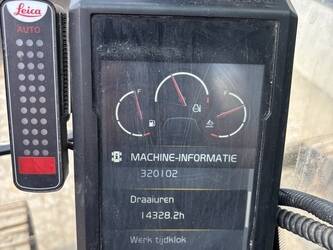 Leica
AUTO
F
F
MACHINE-INFORMATIE
320102
Draaiuren
14328.2h
Werk tijdklok